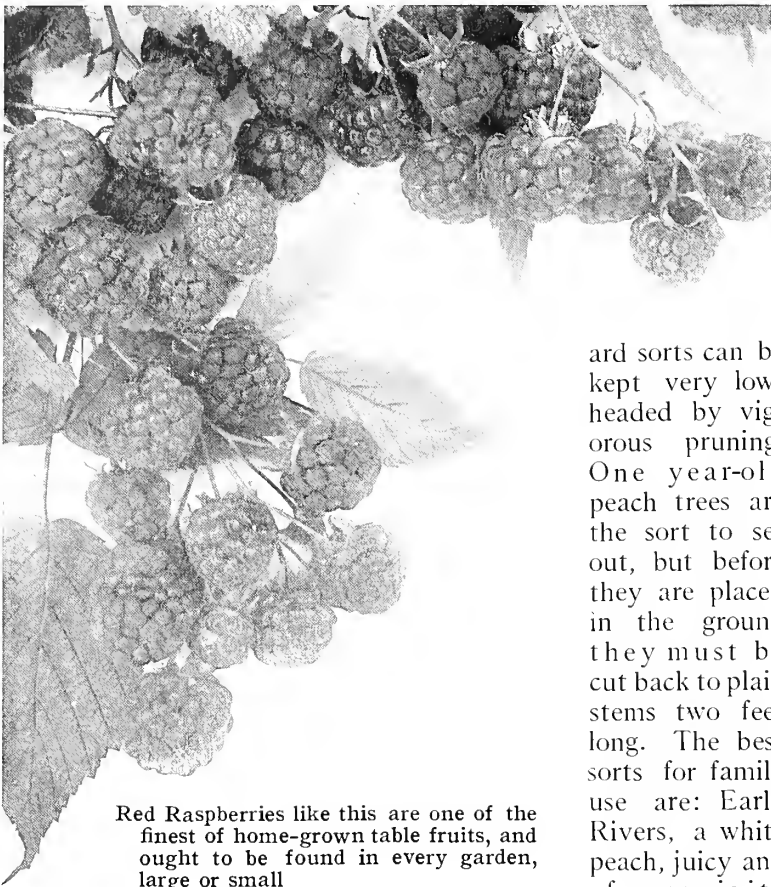 Red Raspberries like this are one of the
finest of home-grown table fruits, and
ought to be found in every garden,
large or small
ard sorts can b
kept very low
headed by vig
orous pruning
One year-ol
peach trees ar
the sort to se
out, but befor
they are place
in the groun
they must b
cut back to plai
stems two fee
long. The bes
sorts for famil
use are: Earl
Rivers, a whit
peach, juicy an